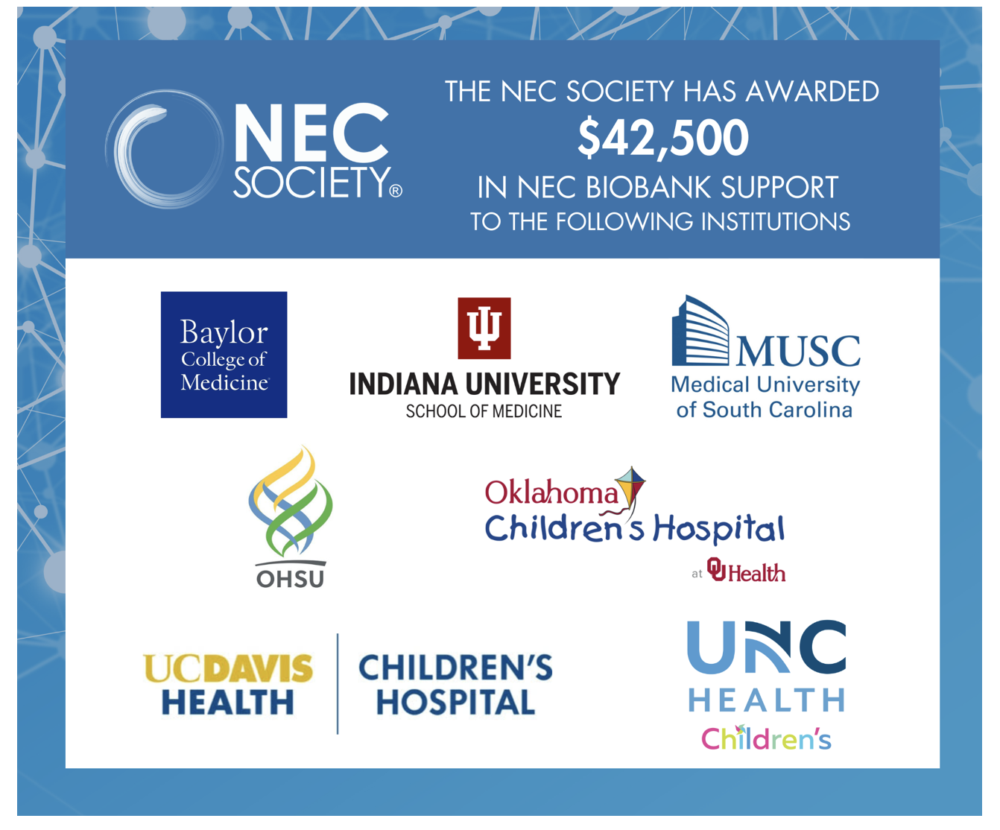 NEC
SOCIETY®
THE NEC SOCIETY HAS AWARDED
$42,500
IN NEC BIOBANK SUPPORT
TO THE FOLLOWING INSTITUTIONS
Baylor
College of
Medicine
INDIANA UNIVERSITY
SCHOOL OF MEDICINE
MUSC
Medical University
of South Carolina
OHSU
Oklahoma
Children's Hospital
at OU Health
UCDAVIS
HEALTH
CHILDREN'S
HOSPITAL
UNC
HEALTH
Children's